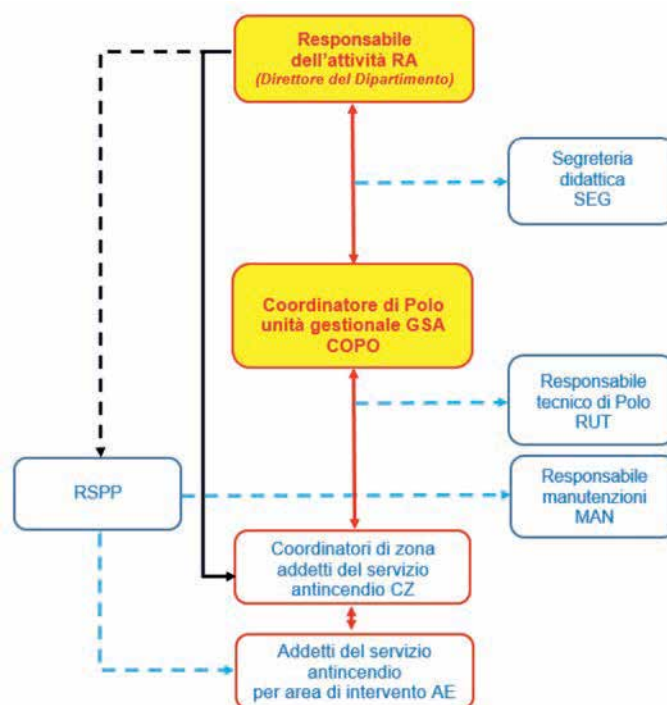 Responsabile
dell'attività RA
(Direttore del Dipartimento)
Segreteria
didattica
SEG
Coordinatore di Polo
unità gestionale GSA
COPO
Responsabile
tecnico di Polo
RUT
RSPP
Responsabile
manutenzioni
MAN
Coordinatori di zona
addetti del servizio
antincendio CZ
Addetti del servizio
antincendio
per area di intervento AE